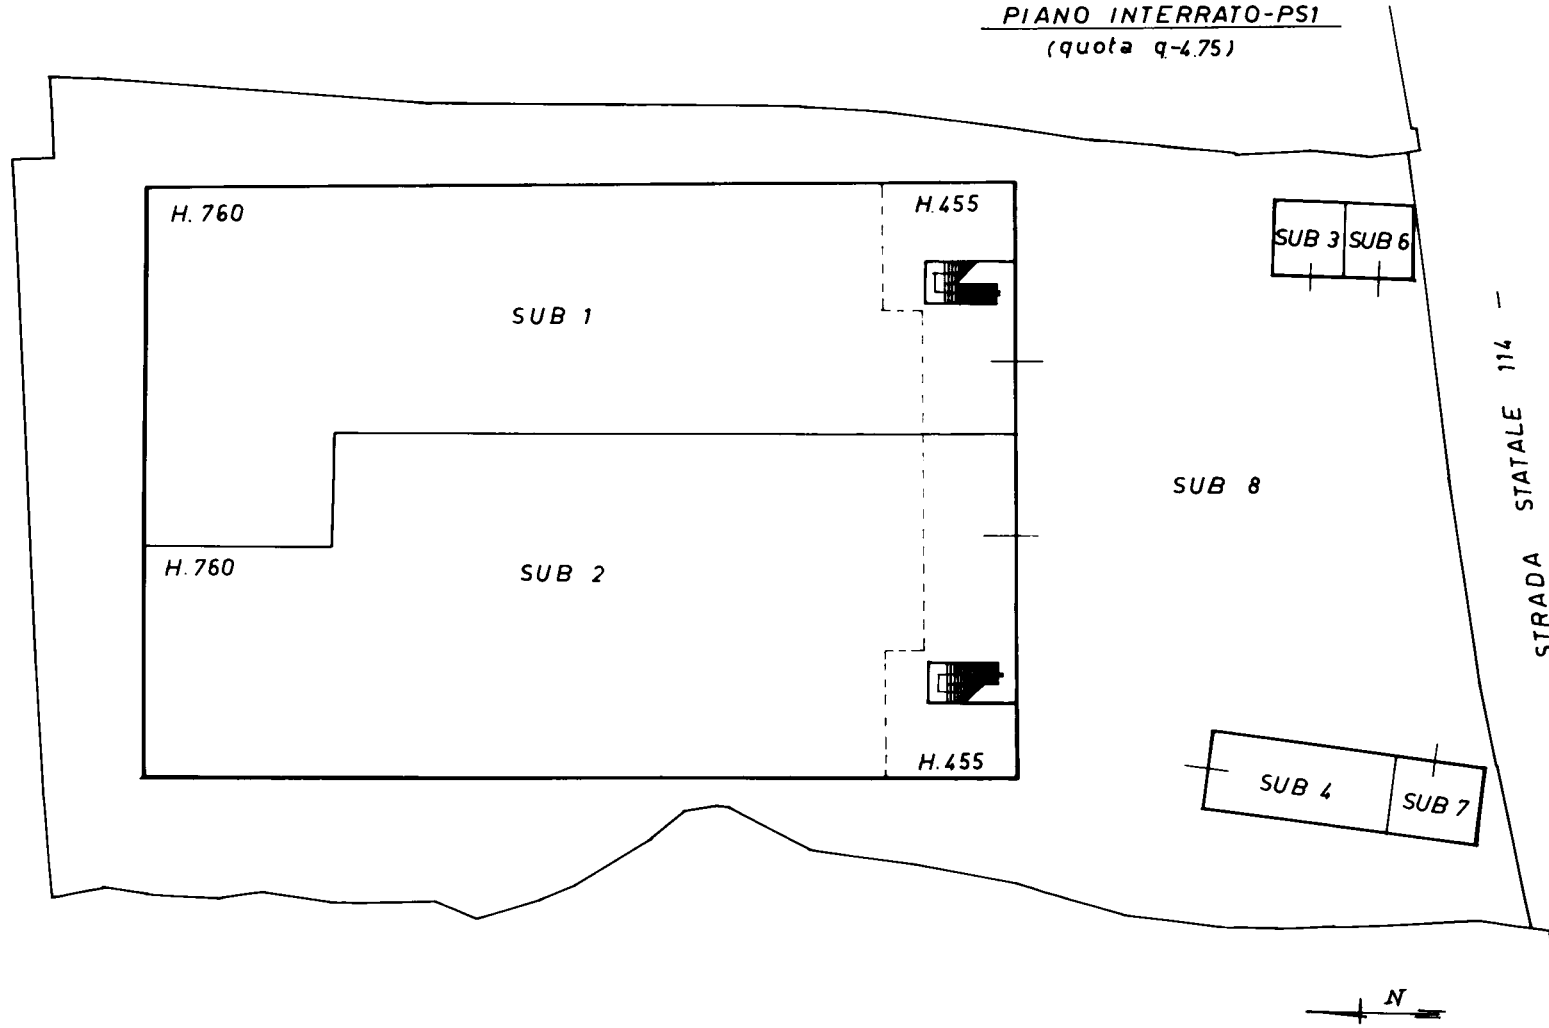 PIANO INTERRATO-PS1
(quota q-4.75)
H.760
H.455
SUB 3
SUB 6
SUB 1
STRADA STATALE 114 —
SUB 8
H.760
SUB 2
H.455
SUB 4
SUB 7
N